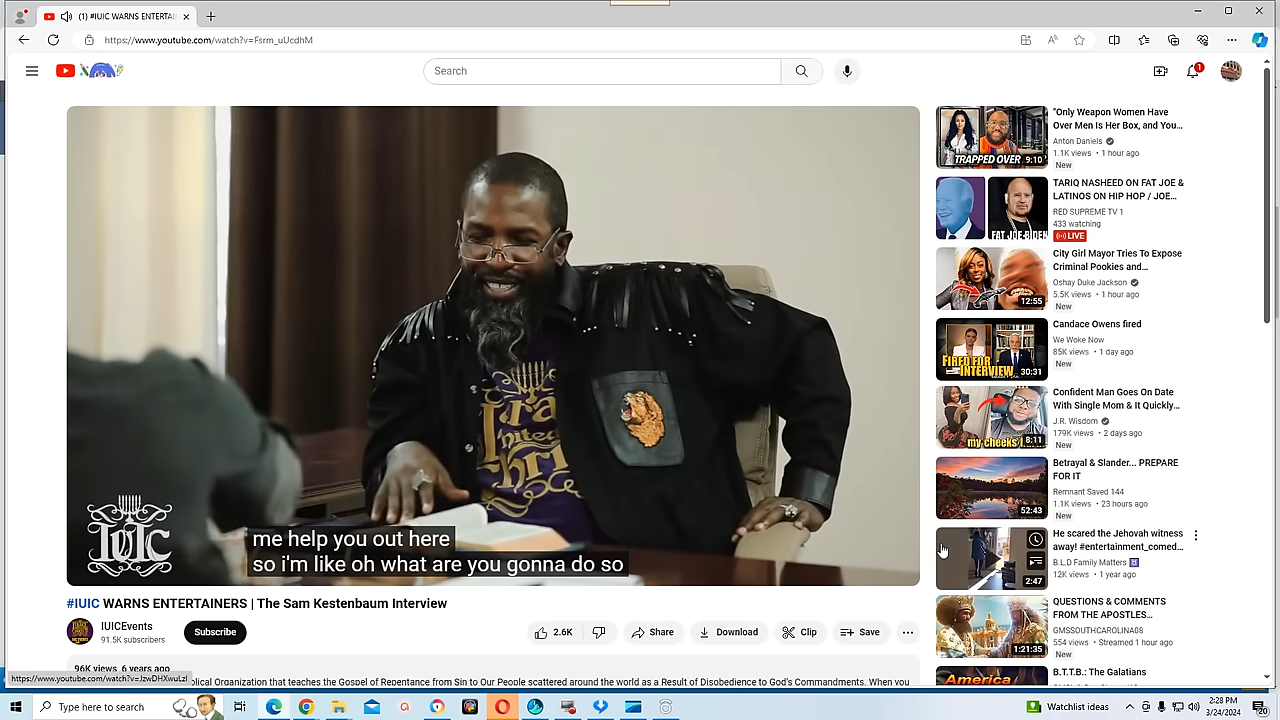 (1) #IUIC WARNS ENTERTAI
https://www.youtube.com/watch?v=Fsrm_uUcdhM
Search
1
IUIC
me help you out here
so i'm like oh what are you gonna do so
#IUIC WARNS ENTERTAINERS | The Sam Kestenbaum Interview
IUICEvents
91.5K subscribers
Subscribe
2.6K
Share
Download
Clip
Save
96K views 6 years ago
https://www.youtube.com/watch?v=JzwDHXwuLzI
lical Organization that teaches the Gospel of Repentance from Sin to Our People scattered around the world as a Result of Disobedience to God's Commandments. When you
TRAPPED OVER
9:10
"Only Weapon Women Have
Over Men Is Her Box, and You...
Anton Daniels
1.1K views • 1 hour ago
New
FAT JOE BIDEN
TARIQ NASHEED ON FAT JOE &
LATINOS ON HIP HOP / JOE...
RED SUPREME TV 1
433 watching
LIVE
12:55
City Girl Mayor Tries To Expose
Criminal Pookies and...
Oshay Duke Jackson
5.5K views • 1 hour ago
New
FIRED FOR
INTERVIEW
30:31
Candace Owens fired
We Woke Now
85K views • 1 day ago
New
my cheeks
8:11
Confident Man Goes On Date
With Single Mom & It Quickly...
J.R. Wisdom
179K views • 2 days ago
New
52:43
Betrayal & Slander... PREPARE
FOR IT
Remnant Saved 144
1.1K views • 23 hours ago
New
2:47
He scared the Jehovah witness
away! #entertainment_comed...
B.L.D Family Matters
12K views • 1 year ago
1:21:35
QUESTIONS & COMMENTS
FROM THE APOSTLES...
GMSSOUTHCAROLINA08
554 views • Streamed 1 hour ago
New
America
B.T.T.B.: The Galatians
Type here to search
Watchlist ideas
2:28 PM
3/24/2024
20